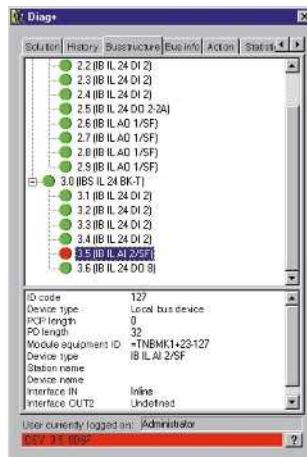 Diag+
Solution History Busstructure Bus info Action Statisti
2.2 (IB IL 24 DI 2)
2.3 (IB IL 24 DI 2)
2.4 (IB IL 24 DI 2)
2.5 (IB IL 24 DO 2-2A)
2.6 (IB IL AO 1/SF)
2.7 (IB IL AO 1/SF)
2.8 (IB IL AO 1/SF)
2.9 (IB IL AO 1/SF)
3.0 (IBS IL 24 BK-T)
3.1 (IB IL 24 DI 2)
3.2 (IB IL 24 DI 2)
3.3 (IB IL 24 DI 2)
3.4 (IB IL 24 DI 2)
3.5 (IB IL AI 2/SF)
3.6 (IB IL 24 DO 8)
ID code 127
Device type Local bus device
PCP length 0
PD length 32
Module equipment ID =TNBMK1+23-127
Device type IB IL AI 2/SF
Station name
Device name
Interface IN Inline
Interface OUT2 Undefined
User currently logged on: Administrator
DEV 3.5
?